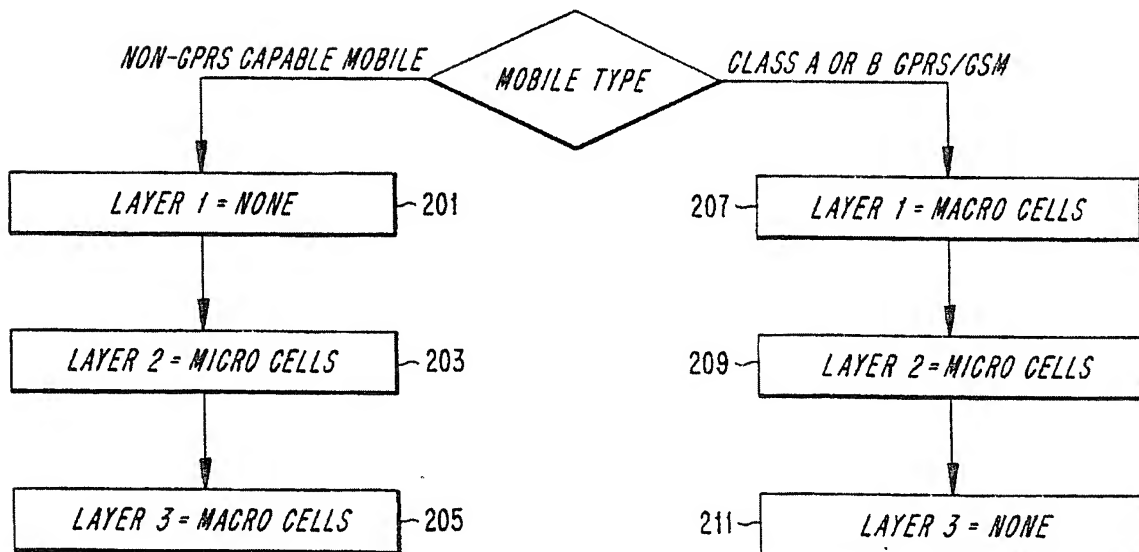 NON-GPRS CAPABLE MOBILE
MOBILE TYPE
CLASS A OR B GPRS/GSM
LAYER 1 = NONE
201
207
LAYER 1 = MACRO CELLS
LAYER 2 = MICRO CELLS
203
209
LAYER 2 = MICRO CELLS
LAYER 3 = MACRO CELLS
205
211
LAYER 3 = NONE